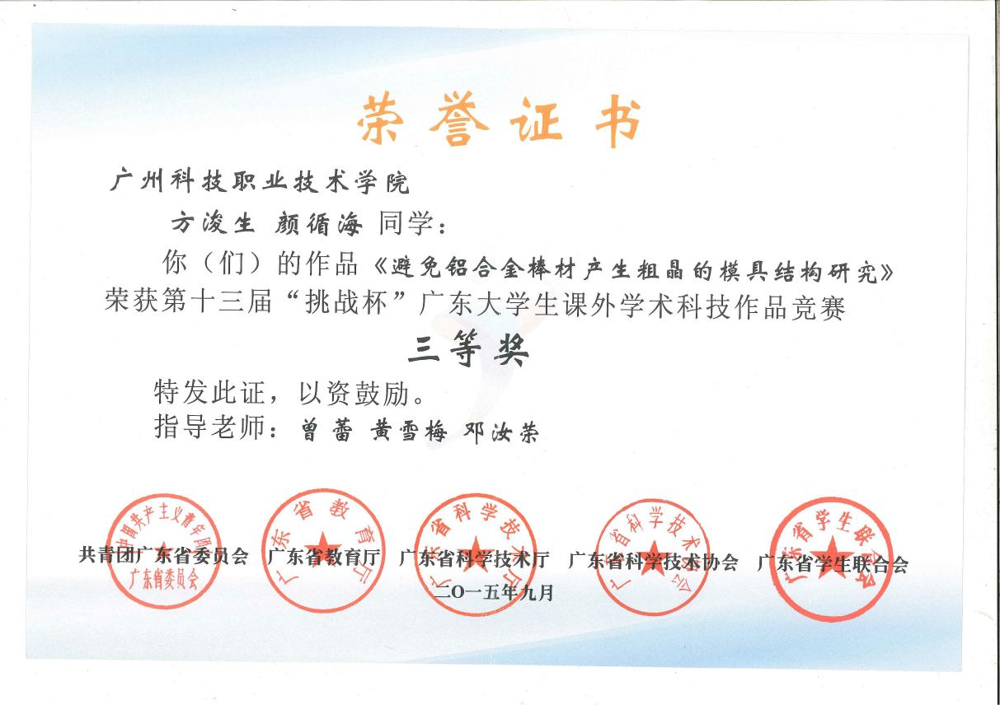 荣誉证书
广州科技职业技术学院
方浚生 颜循海 同学：
你（们）的作品《避免铝合金棒材产生粗晶的模具结构研究》
荣获第十三届“挑战杯”广东大学生课外学术科技作品竞赛
三等奖
特发此证，以资鼓励。
指导老师：曾蕾 黄雪梅 邓汝荣
中国共产主义青年团
广东省委员会
广东省教育厅
广东省科学技术厅
广东省科学技术协会
广东省学生联合会
共青团广东省委员会 广东省教育厅 广东省科学技术厅 广东省科学技术协会 广东省学生联合会
二O一五年九月